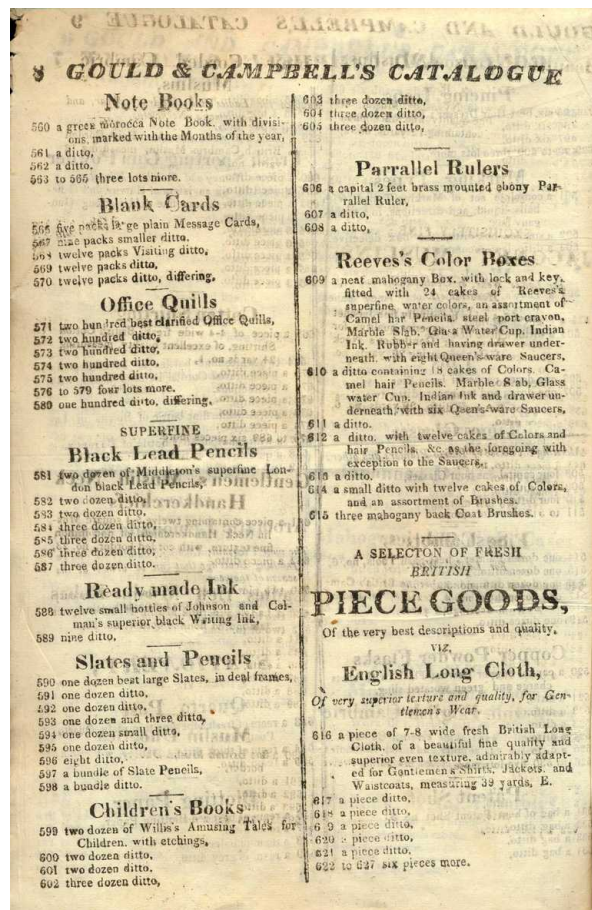 8 GOULD & CAMPBELL'S CATALOGUE
Note Books
560 a green morocca Note Book, with divisi-
ons, marked with the Months of the year,
561 a ditto,
562 a ditto.
563 to 565 three lots more.
Blank Cards
566 five packs large plain Message Cards,
567 nine packs smaller ditto.
568 twelve packs Visiting ditto,
569 twelve packs ditto,
570 twelve packs ditto, differing,
Office Quills
571 two hundred best clarified Office Quills,
572 two hundred ditto,
573 two hundred ditto,
574 two hundred ditto,
575 two hundred ditto,
576 to 579 four lots more.
580 one hundred ditto, differing,
SUPERFINE
Black Lead Pencils
581 two dozen of Middleton's superfine Lon-
don black Lead Pencils,
582 two dozen ditto,
583 two dozen ditto,
584 three dozen ditto,
585 three dozen ditto,
586 three dozen ditto,
587 three dozen ditto.
Ready made Ink
588 twelve small bottles of Johnson and Col-
man's superior black Writing Ink,
589 nine ditto,
Slates and Pencils
590 one dozen best large Slates, in deal frames,
591 one dozen ditto,
592 one dozen ditto,
593 one dozen and three ditto,
594 one dozen small ditto,
595 one dozen ditto,
596 eight ditto,
597 a bundle of Slate Pencils,
598 a bundle ditto.
Children's Books
599 two dozen of Willis's Amusing Tales for
Children, with etchings,
600 two dozen ditto,
601 two dozen ditto,
602 three dozen ditto,
603 three dozen ditto,
604 three dozen ditto,
605 three dozen ditto,
Parrallel Rulers
606 a capital 2 feet brass mounted ebony Par-
rallel Ruler,
607 a ditto,
608 a ditto,
Reeves's Color Boxes
609 a neat mahogany Box, with lock and key,
fitted with 24 cakes of Reeves's
superfine water colors, an assortment of
Camel hair Pencils, steel port crayon,
Marble Slab, Glass Water Cup, Indian
Ink, Rubber and having drawer under-
neath, with eight Queen's-ware Saucers,
610 a ditto containing 18 cakes of Colors, Ca-
mel hair Pencils, Marble Slab, Glass
water Cup, Indian Ink and drawer un-
derneath, with six Qeen's-ware Saucers,
611 a ditto.
612 a ditto, with twelve cakes of Colors and
hair Pencils, &c as the foregoing with
exception to the Saucers,
613 a ditto.
614 a small ditto with twelve cakes of Colors,
and an assortment of Brushes.
615 three mahogany back Coat Brushes.
A SELECTON OF FRESH
BRITISH
PIECE GOODS,
Of the very best descriptions and quality,
VIZ,
English Long Cloth,
Of very superior texture and quality, for Gen-
tlemen's Wear.
616 a piece of 7-8 wide fresh British Long
Cloth, of a beautiful fine quality and
superior even texture, admirably adapt-
ed for Gentlemen's Shirts, Jackets, and
Waistcoats, measuring 39 yards, E.
617 a piece ditto,
618 a piece ditto,
619 a piece ditto,
620 a piece ditto,
621 a piece ditto,
622 to 627 six pieces more.